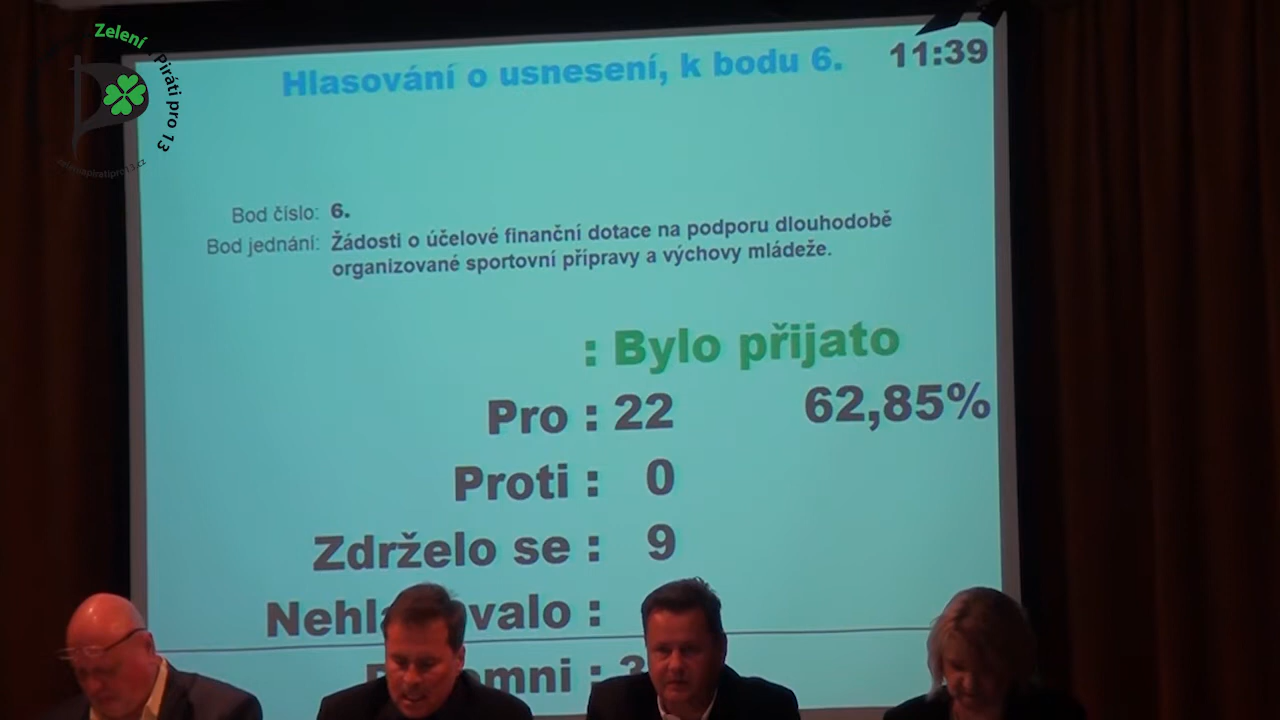 Zelení
Piráti pro 13
Hlasování o usnesení, k bodu 6.
11:39
Bod číslo: 6.
Bod jednání: Žádosti o účelové finanční dotace na podporu dlouhodobě
organizované sportovní přípravy a výchovy mládeže.
: Bylo přijato
Pro : 22 62,85%
Proti : 0
Zdrželo se : 9